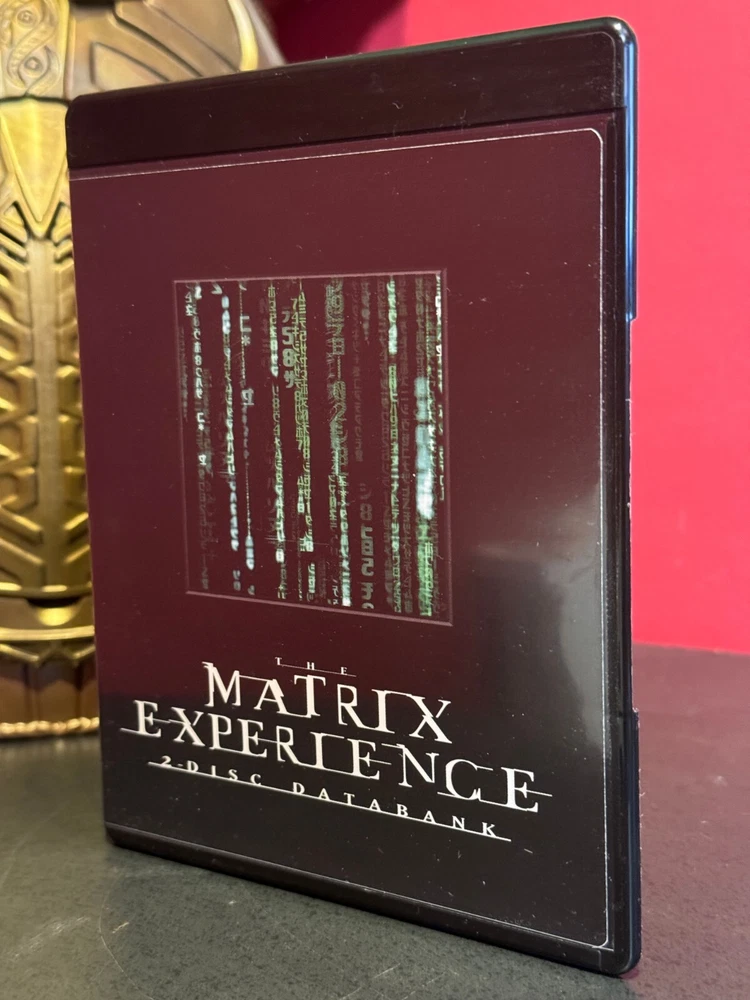 THE
MATRIX
EXPERIENCE
2-DISC DATABANK